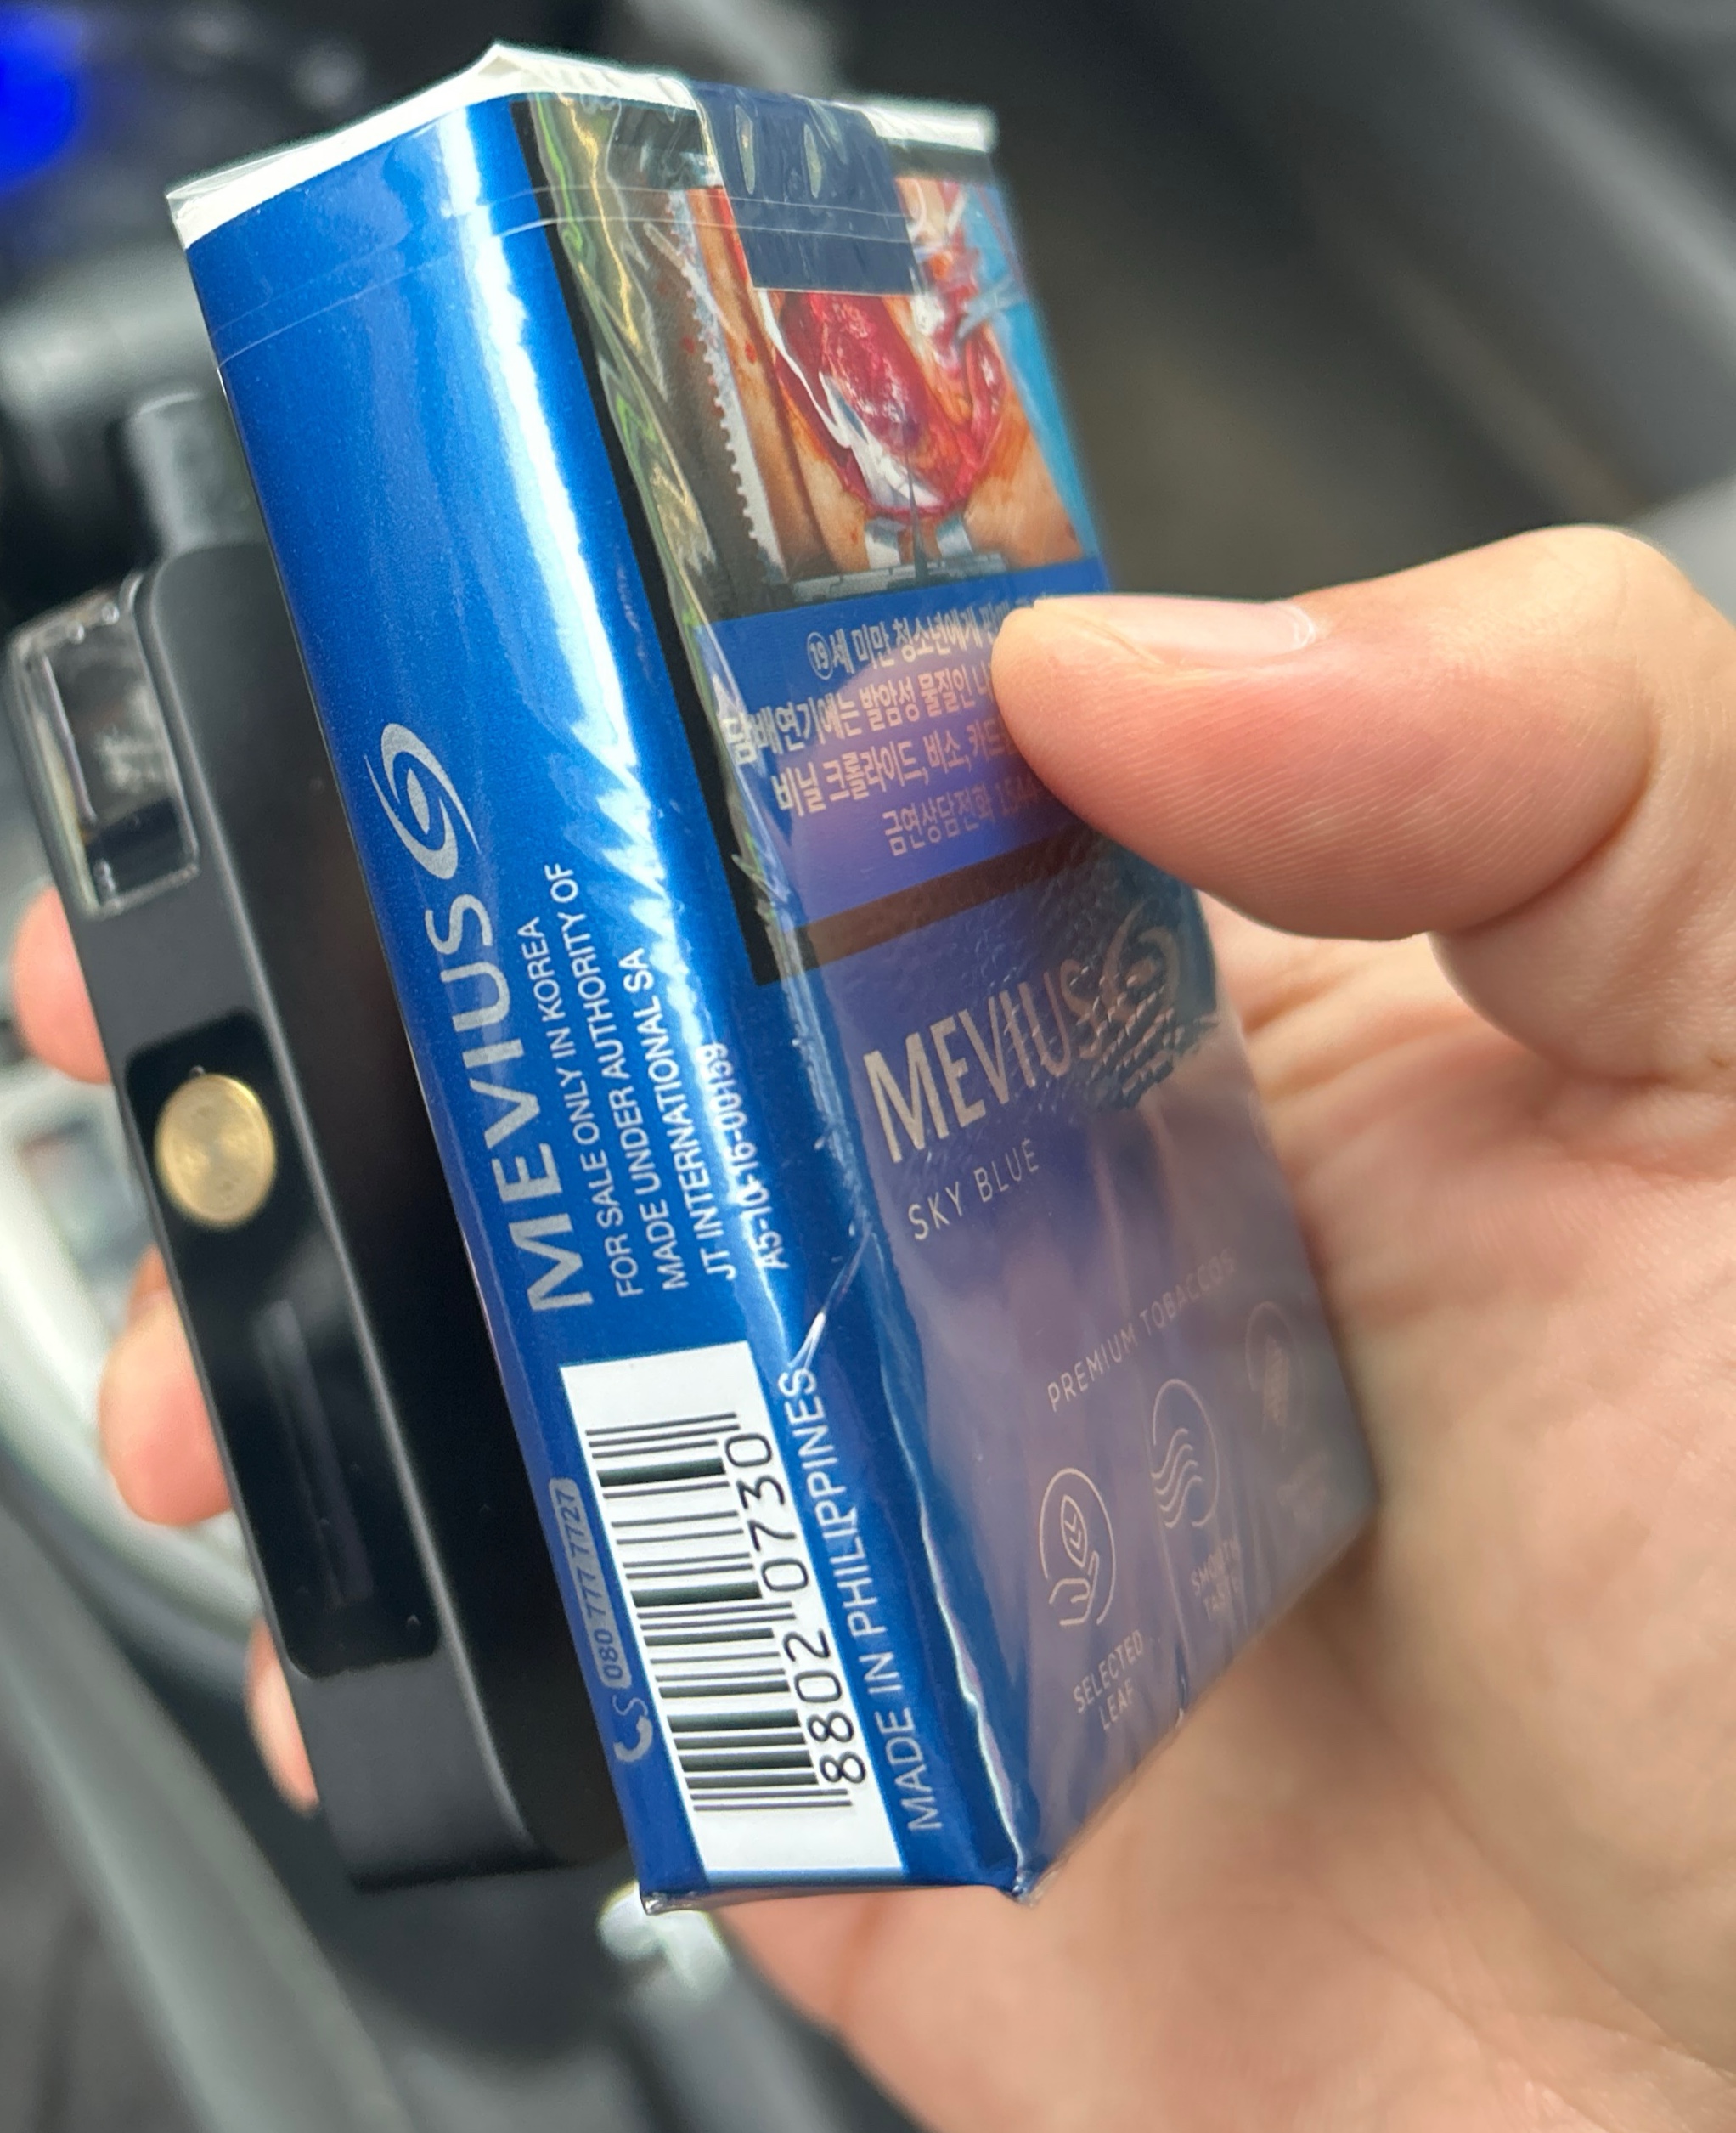 MEVIUS
FOR SALE ONLY IN KOREA
MADE UNDER AUTHORITY OF
JT INTERNATIONAL SA
A5-10-16-00159
080 777 7727
8802 0730
MADE IN PHILIPPINES
19세 미만 청소년에게
담배연기에는 발암성 물질인
비닐 크롤라이드, 비소,
금연상담전화
MEVIUS
SKY BLUE
PREMIUM TOBACCOS
SELECTED
LEAF
SMOOTH
TASTE